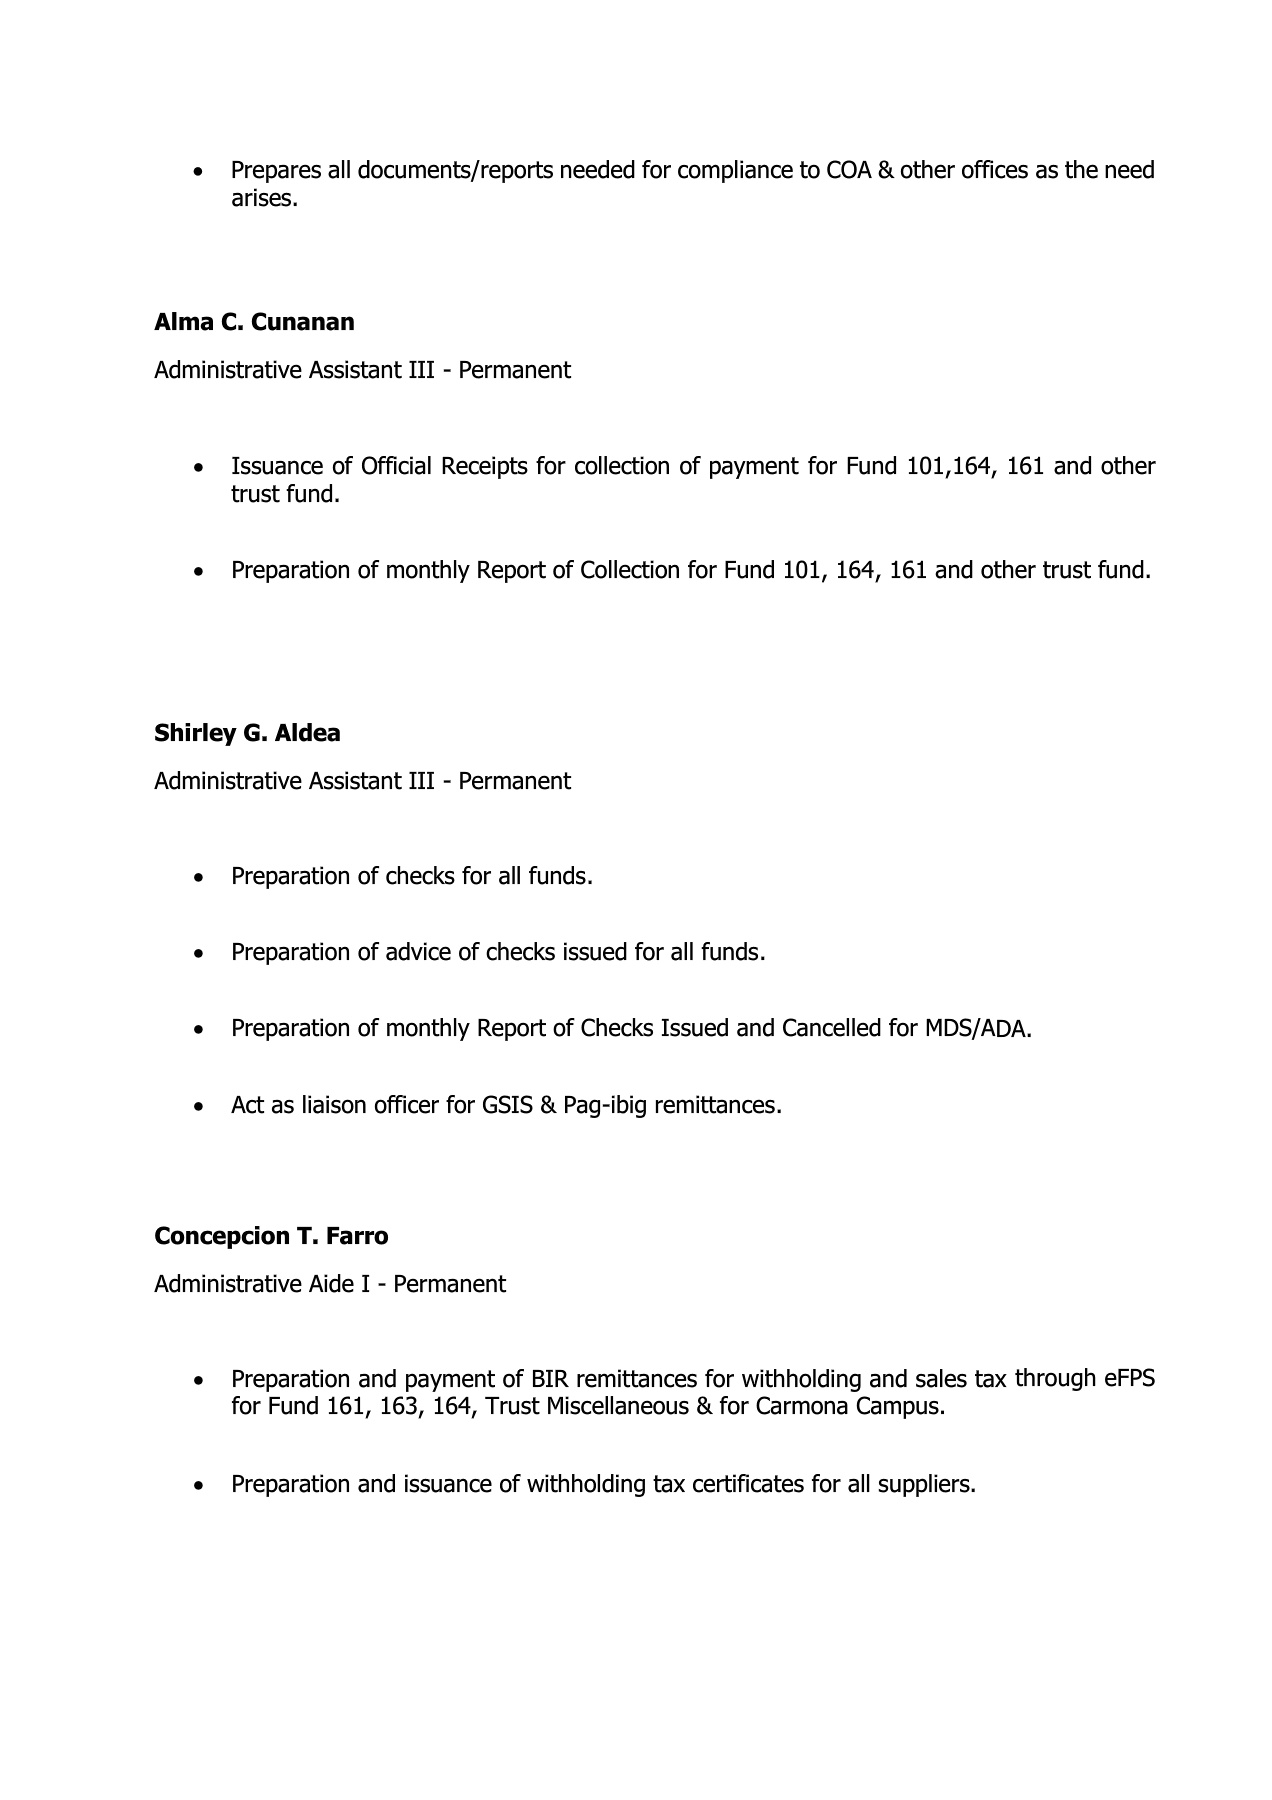 • Prepares all documents/reports needed for compliance to COA & other offices as the need
arises.
Alma C. Cunanan
Administrative Assistant III - Permanent
• Issuance of Official Receipts for collection of payment for Fund 101,164, 161 and other
trust fund.
• Preparation of monthly Report of Collection for Fund 101, 164, 161 and other trust fund.
Shirley G. Aldea
Administrative Assistant III - Permanent
• Preparation of checks for all funds.
• Preparation of advice of checks issued for all funds.
• Preparation of monthly Report of Checks Issued and Cancelled for MDS/ADA.
• Act as liaison officer for GSIS & Pag-ibig remittances.
Concepcion T. Farro
Administrative Aide I - Permanent
• Preparation and payment of BIR remittances for withholding and sales tax through eFPS
for Fund 161, 163, 164, Trust Miscellaneous & for Carmona Campus.
• Preparation and issuance of withholding tax certificates for all suppliers.